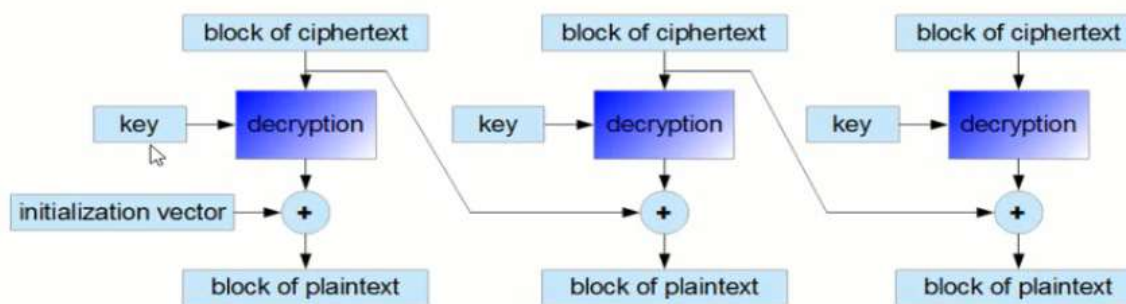 block of ciphertext block of ciphertext block of ciphertext
key decryption key decryption key decryption
initialization vector + + +
block of plaintext block of plaintext block of plaintext